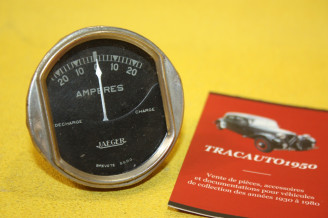 20 10 0 10 20
AMPERES
DECHARGE
CHARGE
JAEGER
TRACAUTO1950
Vente de pièces, accessoires
et documentations pour véhicules
de collection des années 1930 à 1980